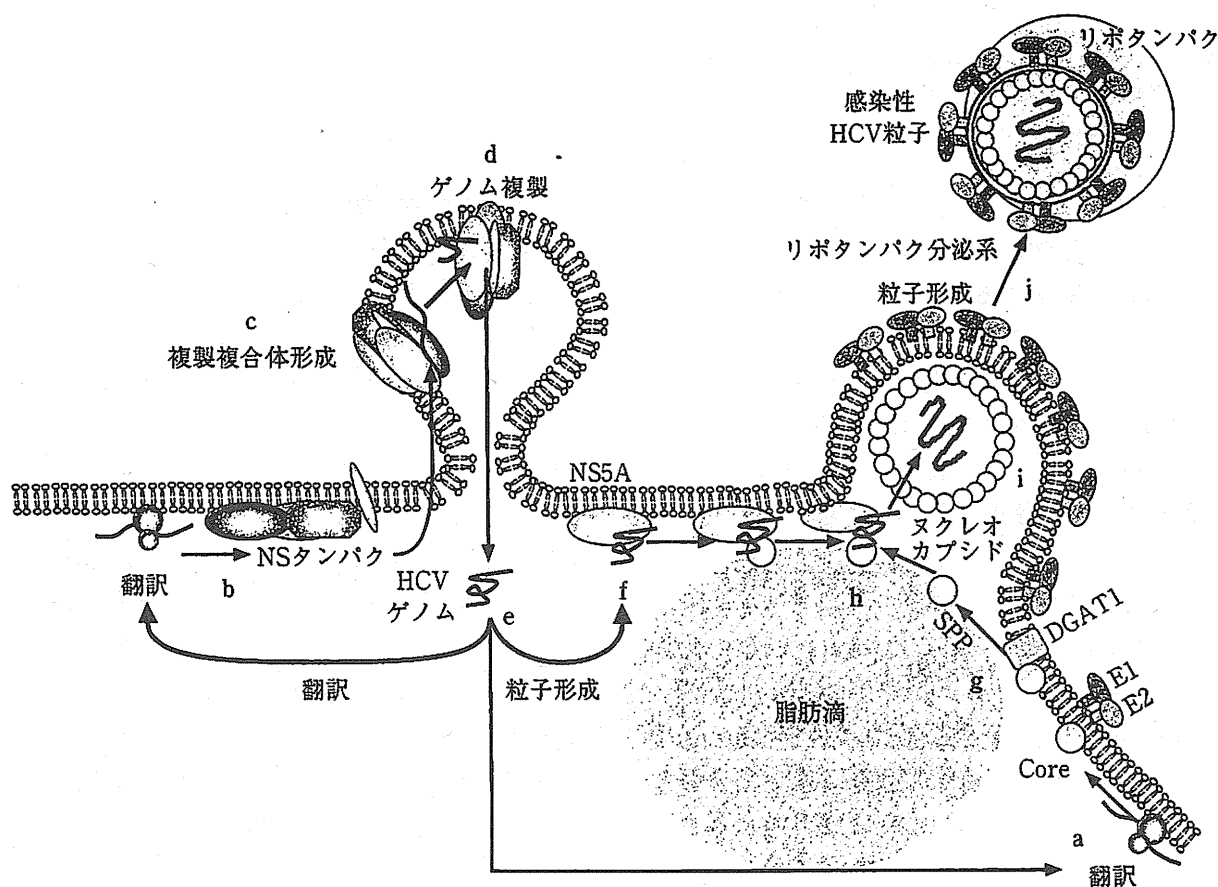 リポタンパク
感染性
HCV粒子
d
ゲノム複製
リポタンパク分泌系
粒子形成
j
c
複製複合体形成
NS5A
i
ヌクレオ
カプシド
NSタンパク
翻訳
b
HCV
ゲノム
e
f
h
SPP
DGAT1
g
E1
E2
翻訳
粒子形成
脂肪滴
Core
a
翻訳